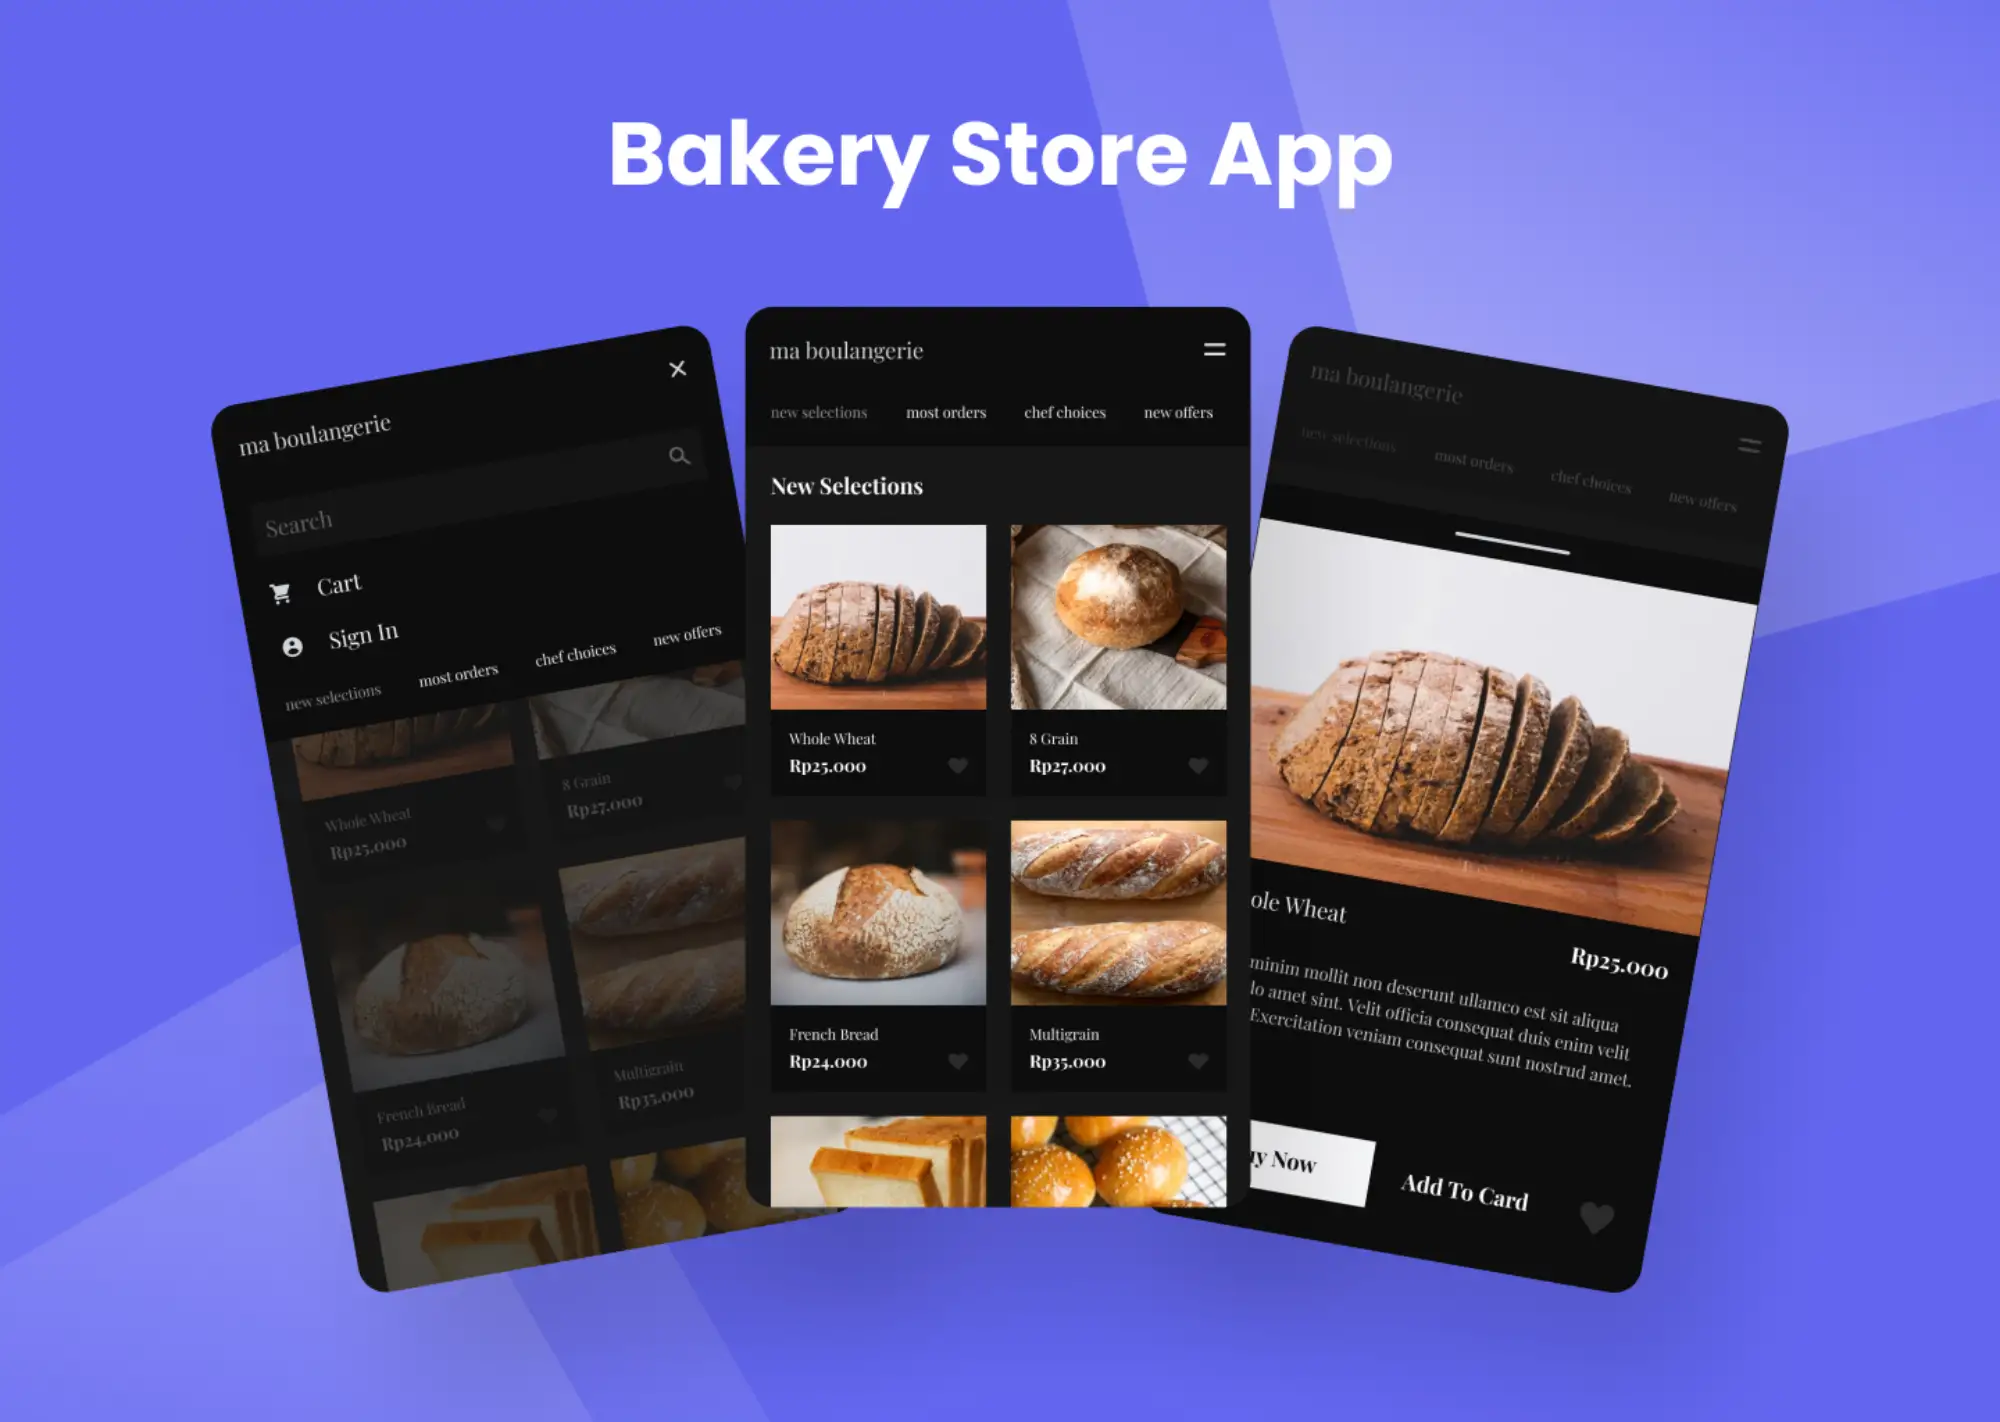 Bakery Store App
ma boulangerie
Search
Cart
Sign In
new selections most orders chef choices new offers
Whole Wheat
Rp25.000
8 Grain
Rp27.000
French Bread
Rp24.000
Multigrain
Rp35.000
ma boulangerie
new selections most orders chef choices new offers
New Selections
Whole Wheat
Rp25.000
8 Grain
Rp27.000
French Bread
Rp24.000
Multigrain
Rp35.000
ma boulangerie
new selections most orders chef choices new offers
ole Wheat
Rp25.000
minim mollit non deserunt ullamco est sit aliqua
lo amet sint. Velit officia consequat duis enim velit
Exercitation veniam consequat sunt nostrud amet.
uy Now
Add To Card